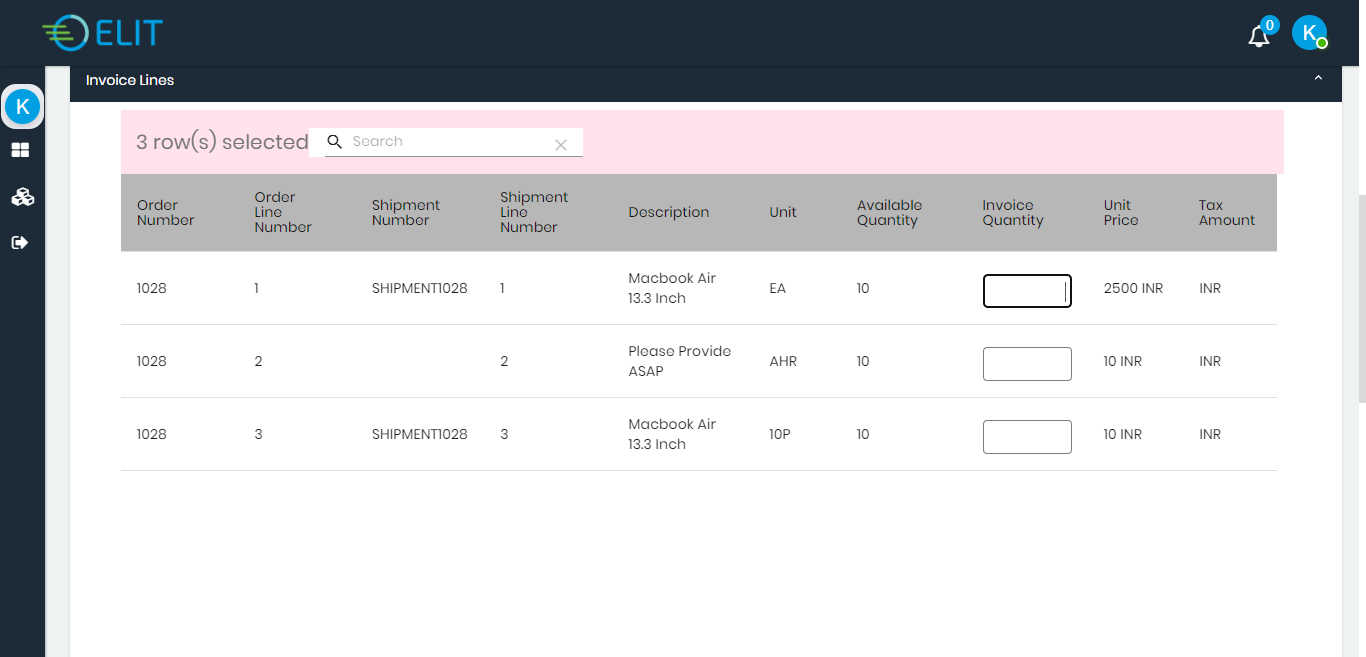 ELIT
0
K
Invoice Lines
K
3 row(s) selected
Search
Order Number
Order Line Number
Shipment Number
Shipment Line Number
Description
Unit
Available Quantity
Invoice Quantity
Unit Price
Tax Amount
1028 1 SHIPMENT1028 1 Macbook Air 13.3 Inch EA 10 2500 INR INR
1028 2 2 Please Provide ASAP AHR 10 10 INR INR
1028 3 SHIPMENT1028 3 Macbook Air 13.3 Inch 10P 10 10 INR INR